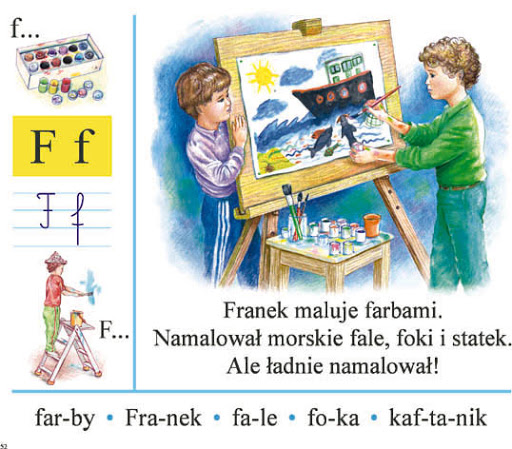 f...
F f
F f
F...
Franek maluje farbami.
Namalował morskie fale, foki i statek.
Ale ładnie namalował!
far-by • Fra-nek • fa-le • fo-ka • kaf-ta-nik
52